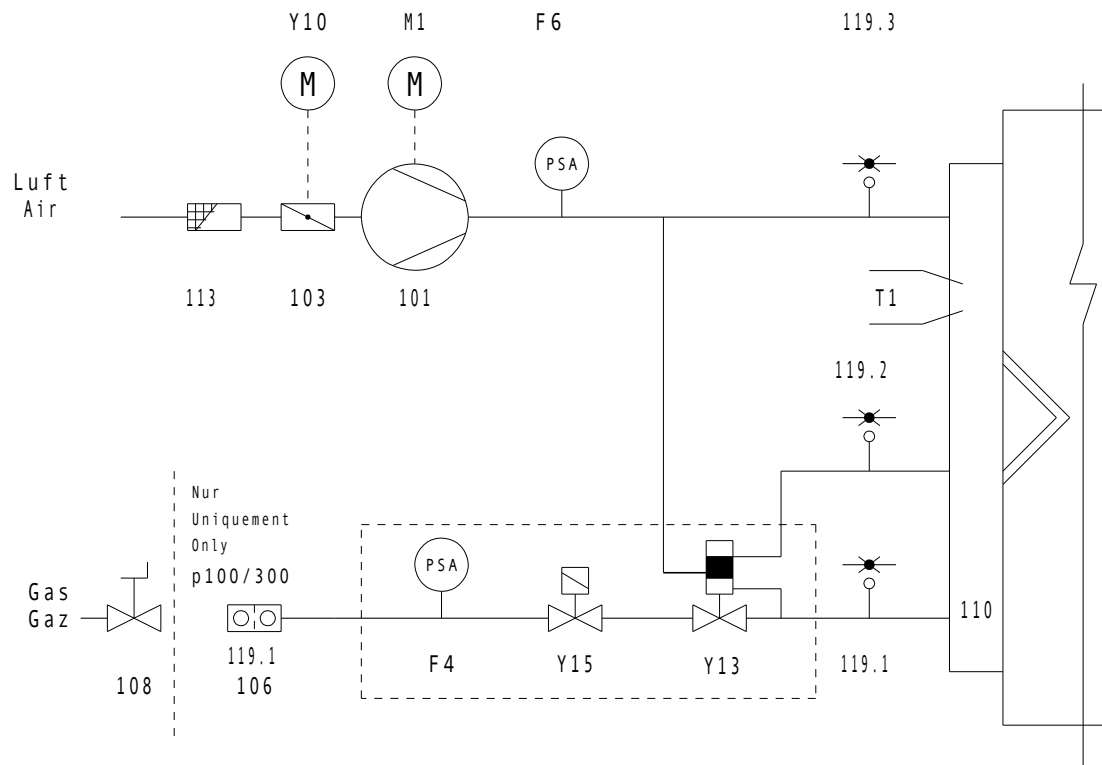 Y10 M1 F6 119.3
M M
PSA
Luft
Air
113 103 101 T1
119.2
Nur
Uniquement
Only
p100/300
PSA
Gas
Gaz
110
119.1 F4 Y15 Y13 119.1
108 106